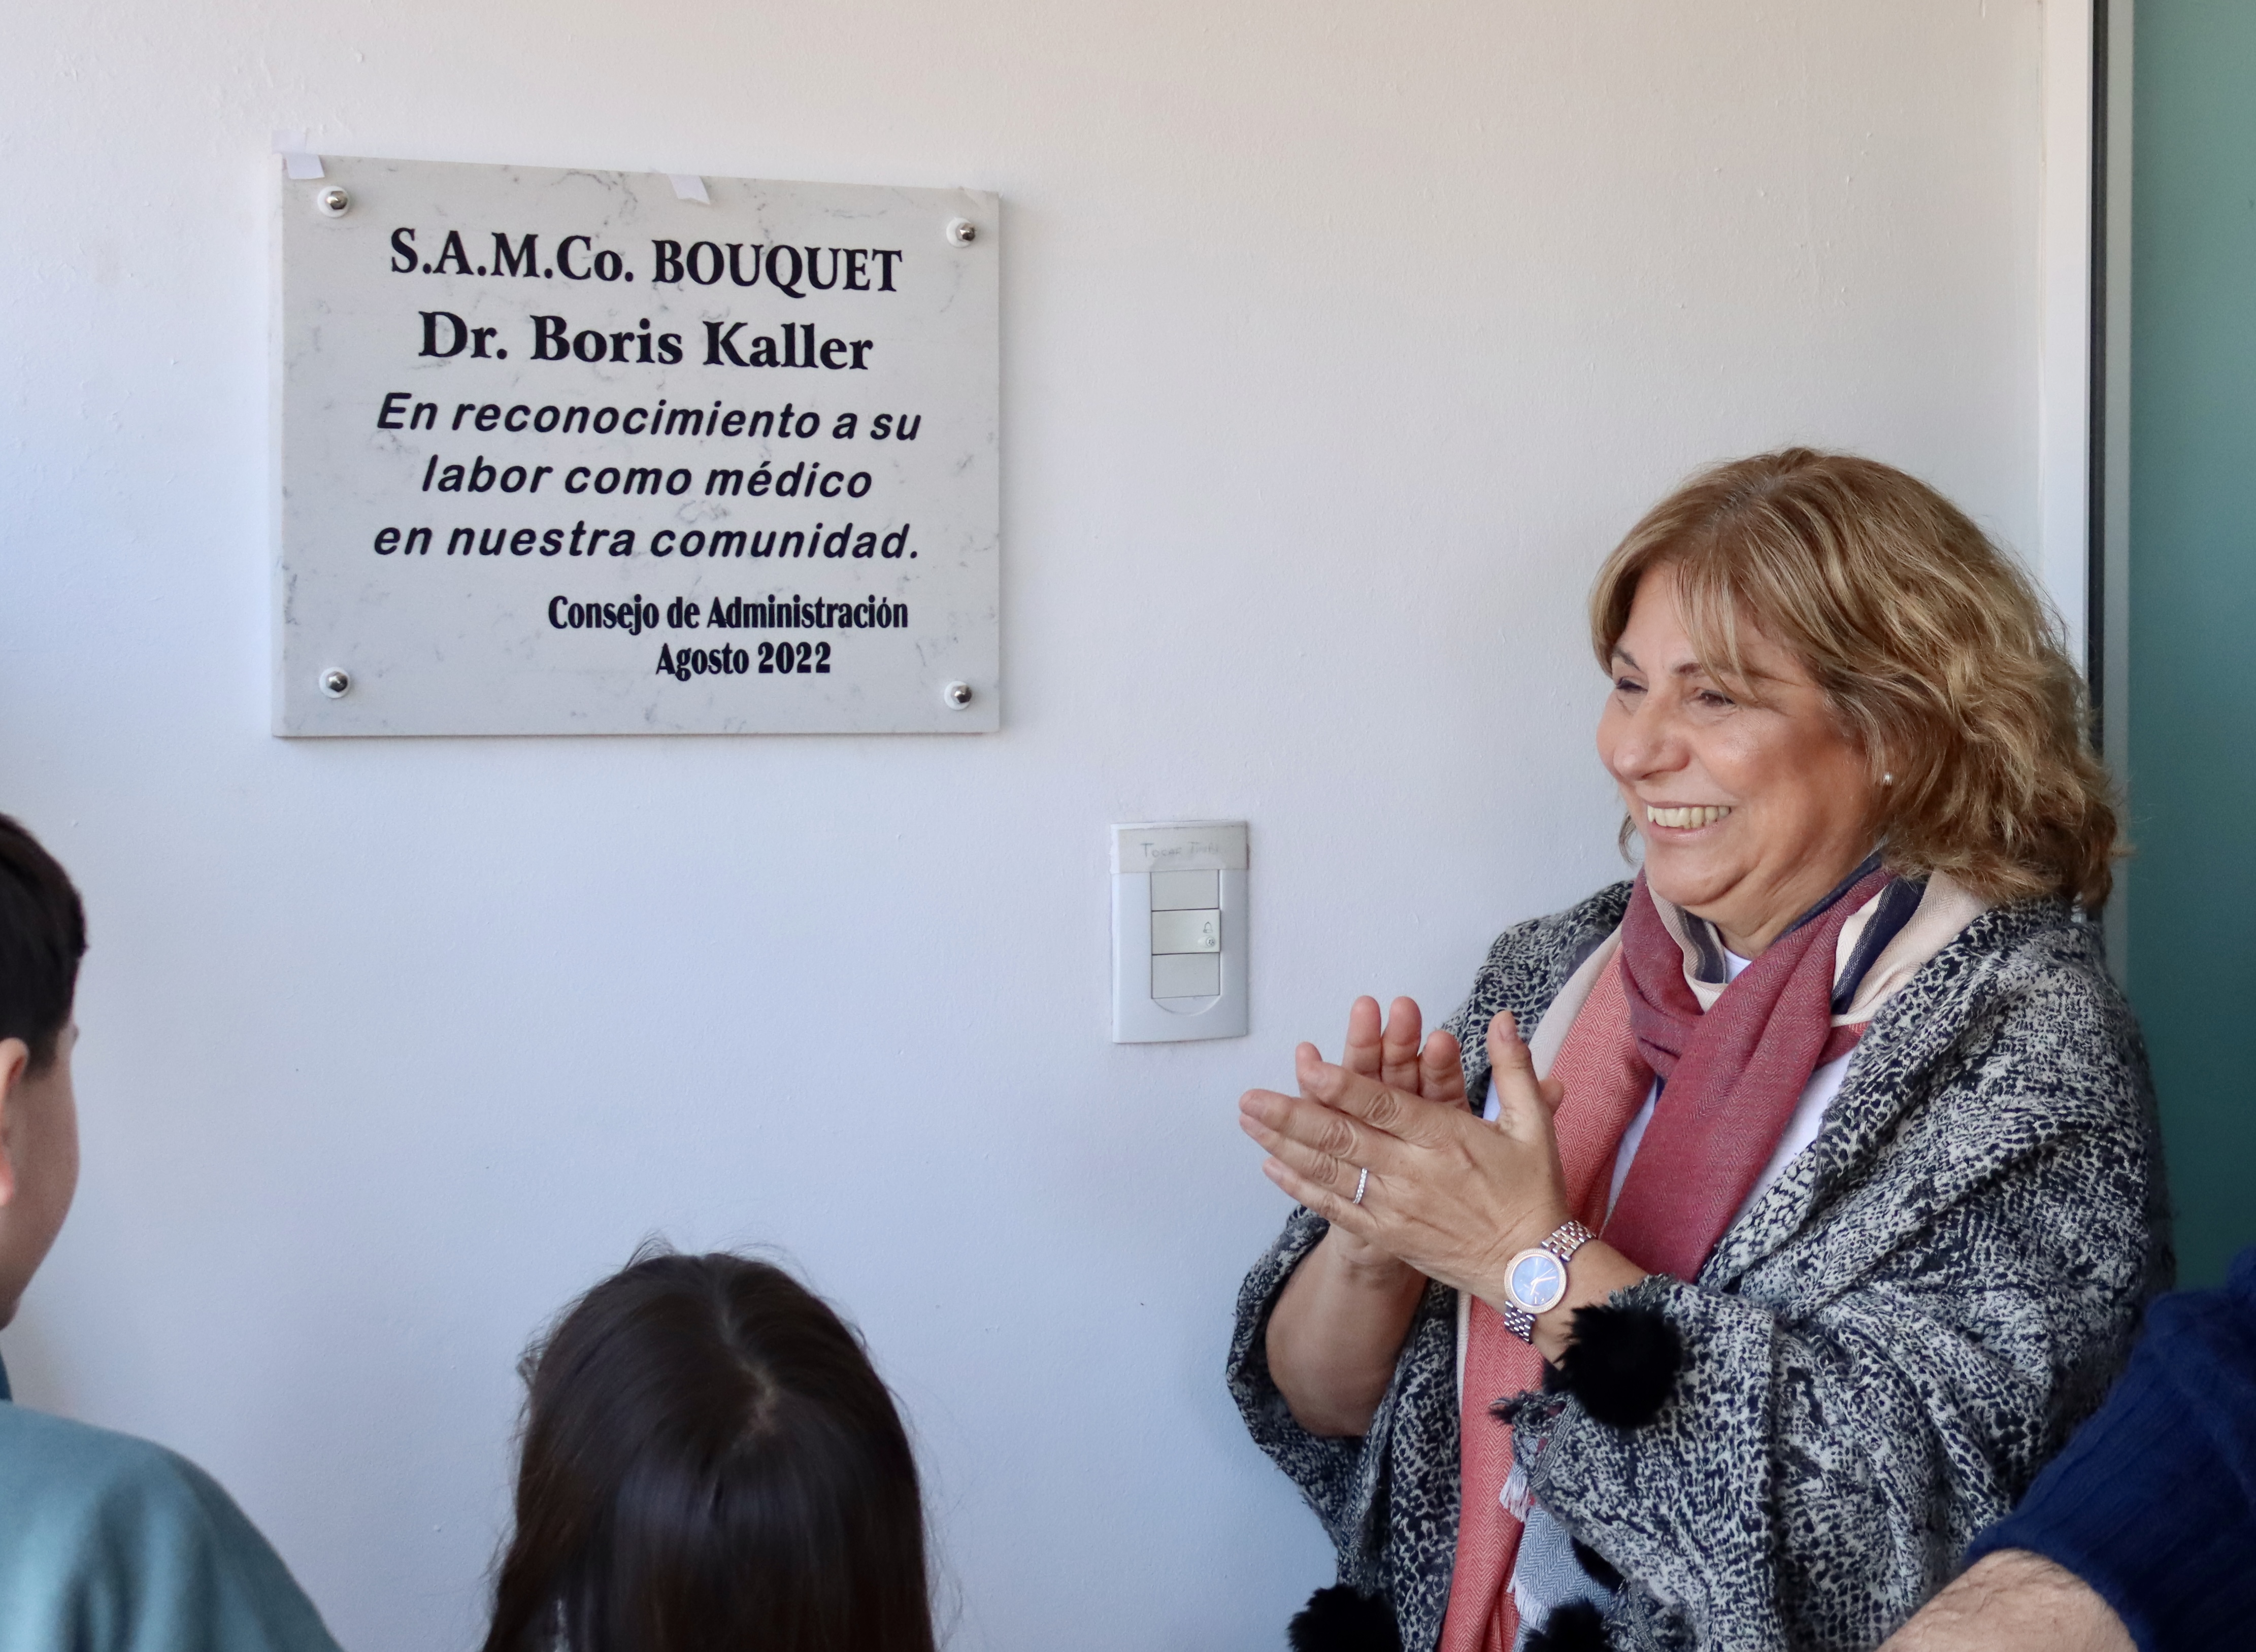 S.A.M.Co. BOUQUET
Dr. Boris Kaller
En reconocimiento a su
labor como médico
en nuestra comunidad.
Consejo de Administración
Agosto 2022
Tocar